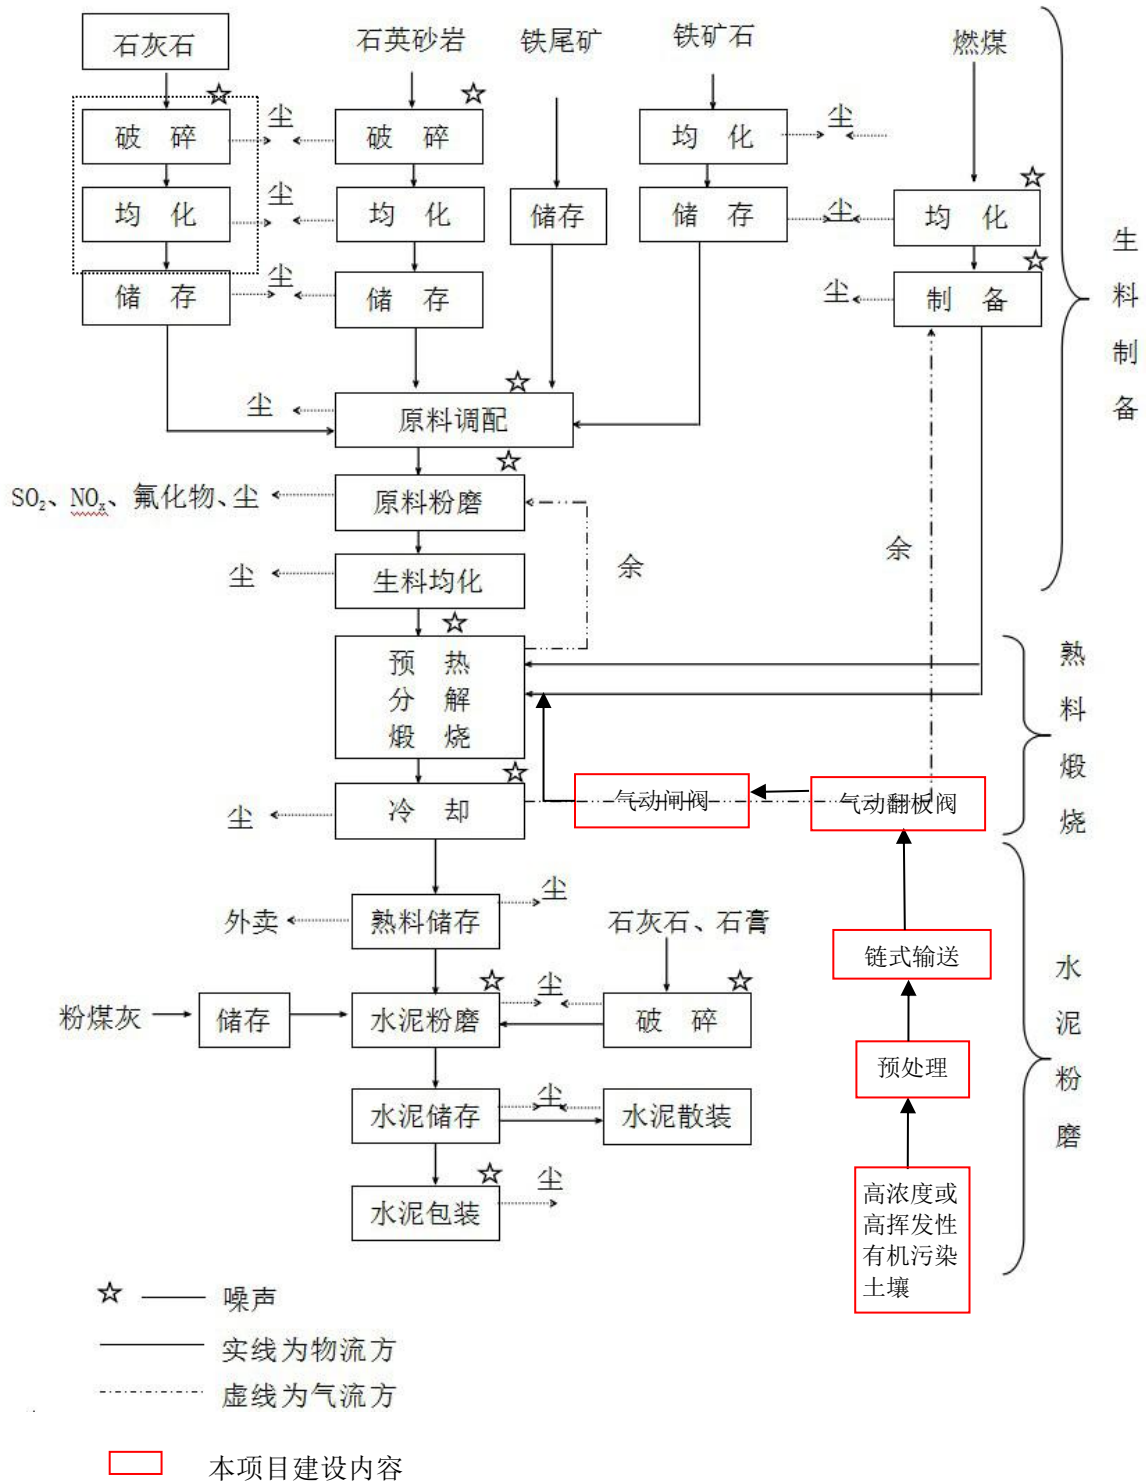 石灰石
石英砂岩
铁尾矿
铁矿石
燃煤
破 碎
尘
破 碎
均 化
尘
均 化
尘
均 化
储存
储 存
尘
均 化
储 存
尘
储 存
尘
制 备
生料制备
尘
原料调配
SO₂、NOₓ、氟化物、尘
原料粉磨
尘
生料均化
余
余
预 热
分 解
煅 烧
熟料煅烧
尘
冷 却
气动闸阀
气动翻板阀
外卖
熟料储存
尘
石灰石、石膏
链式输送
粉煤灰
储存
水泥粉磨
尘
破 碎
预处理
水泥粉磨
水泥储存
尘
水泥散装
水泥包装
尘
高浓度或
高挥发性
有机污染
土壤
噪声
实线为物流方
虚线为气流方
本项目建设内容